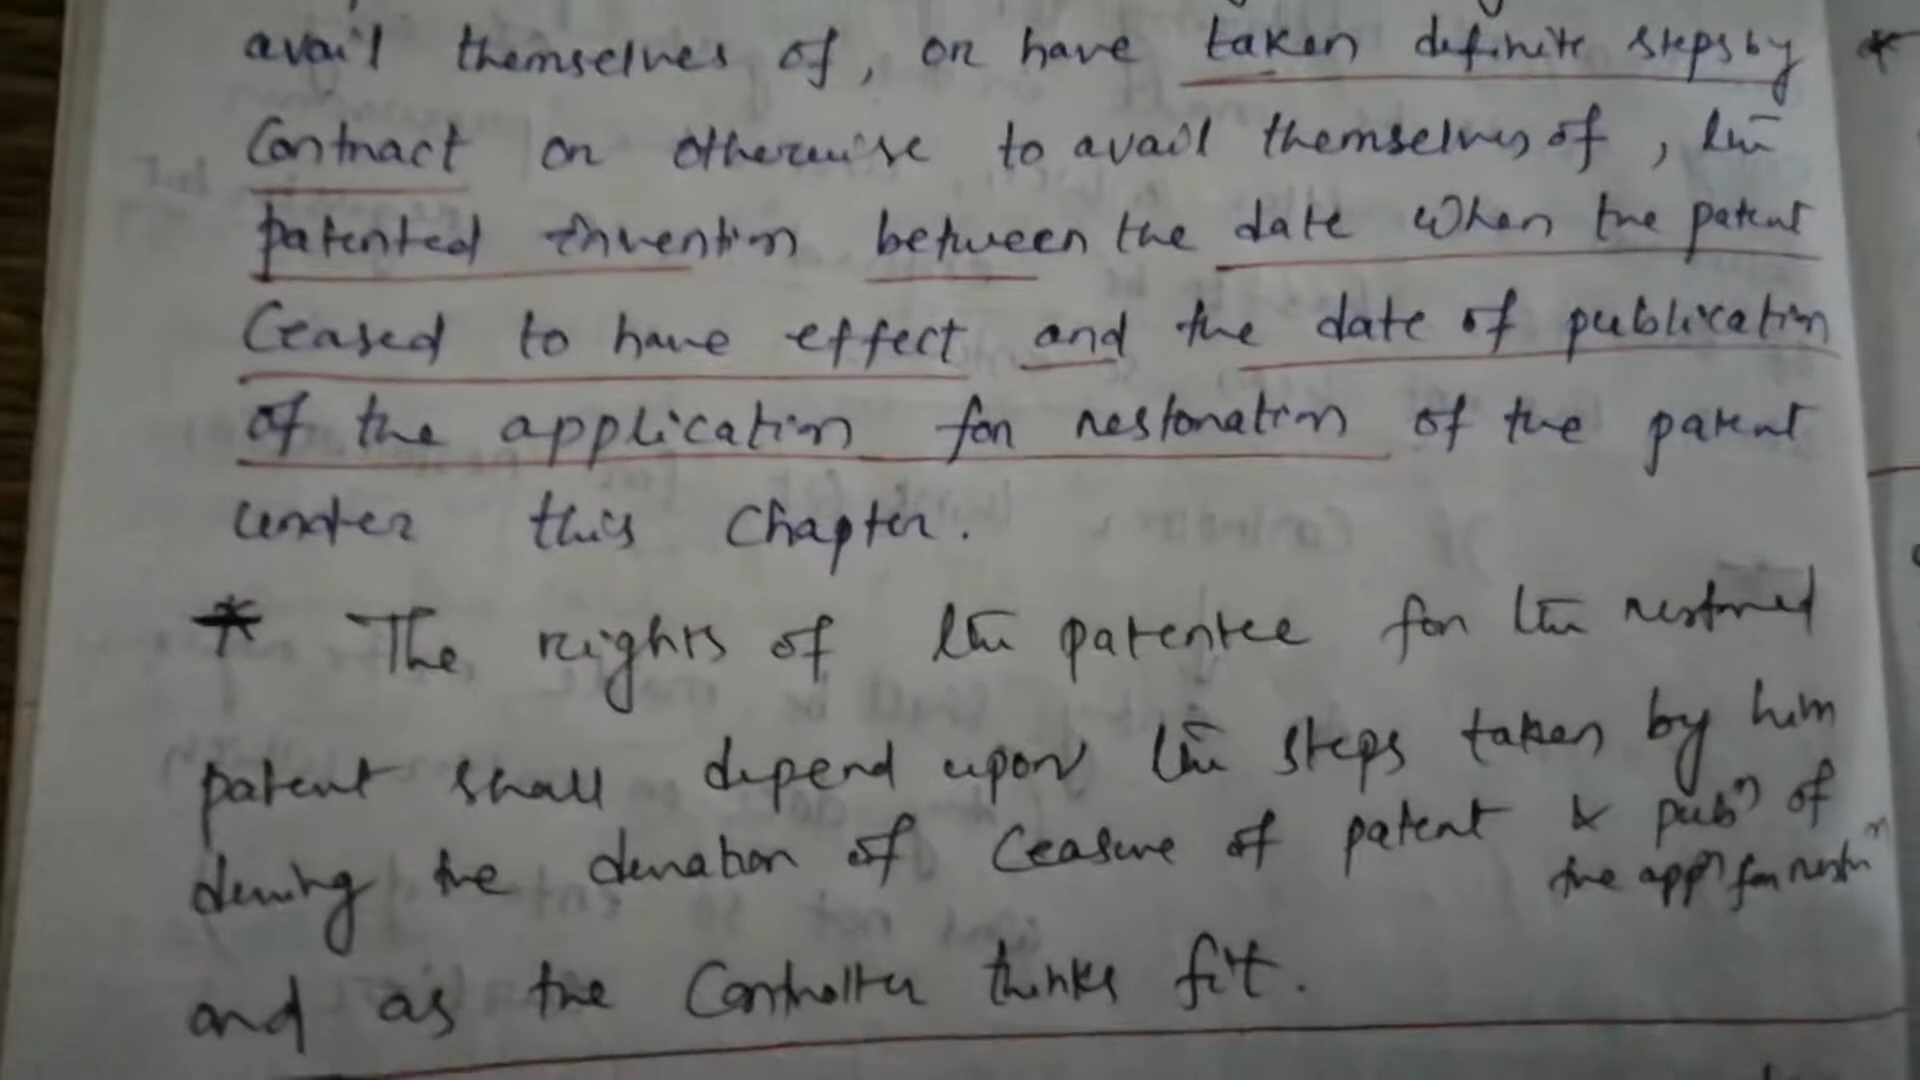 avail themselves of, or have taken definite steps by *
Contract or otherwise to avail themselves of, the
patented invention between the date when the patent
Ceased to have effect and the date of publication
of the application for restoration of the patent
under this Chapter.
* The rights of the patentee for the restored
patent shall depend upon the steps taken by him
during the duration of Ceasure of patent & pubⁿ of
the appⁿ for restnⁿ
and as the Controller thinks fit.